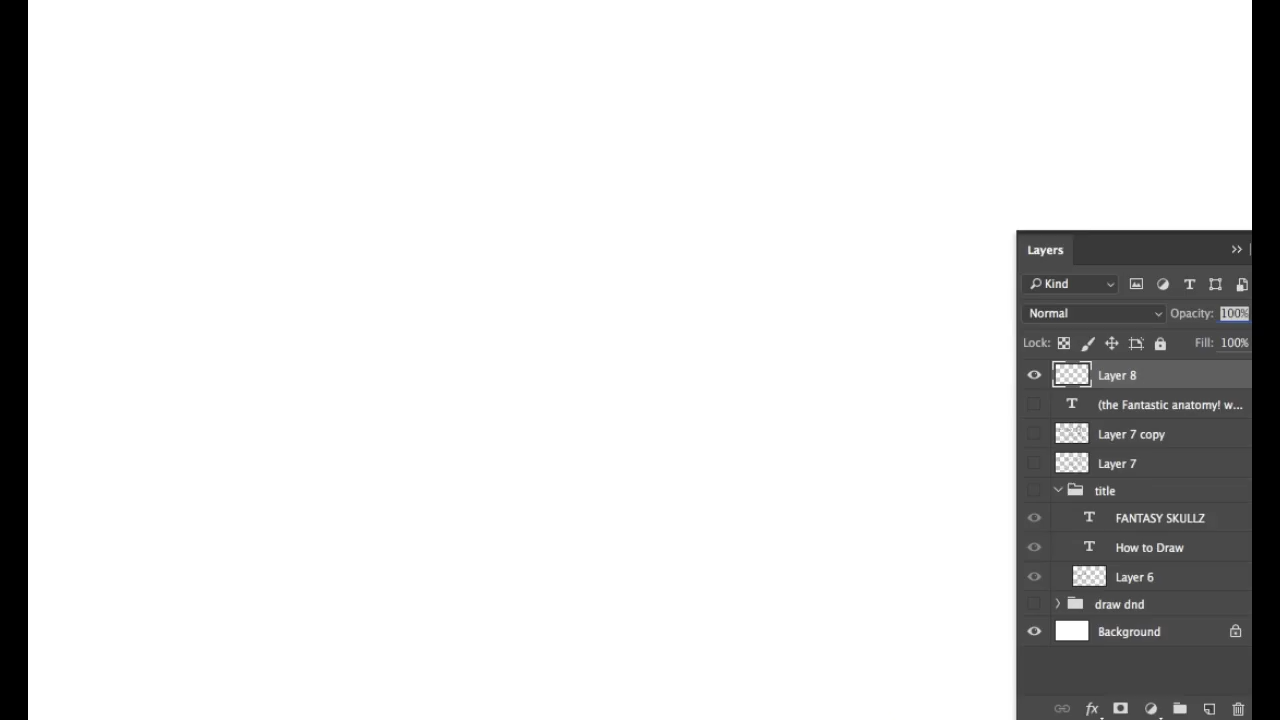 Layers
Kind
Normal Opacity: 100%
Lock: Fill: 100%
Layer 8
(the Fantastic anatomy! w...
Layer 7 copy
Layer 7
title
FANTASY SKULLZ
How to Draw
Layer 6
draw dnd
Background
fx